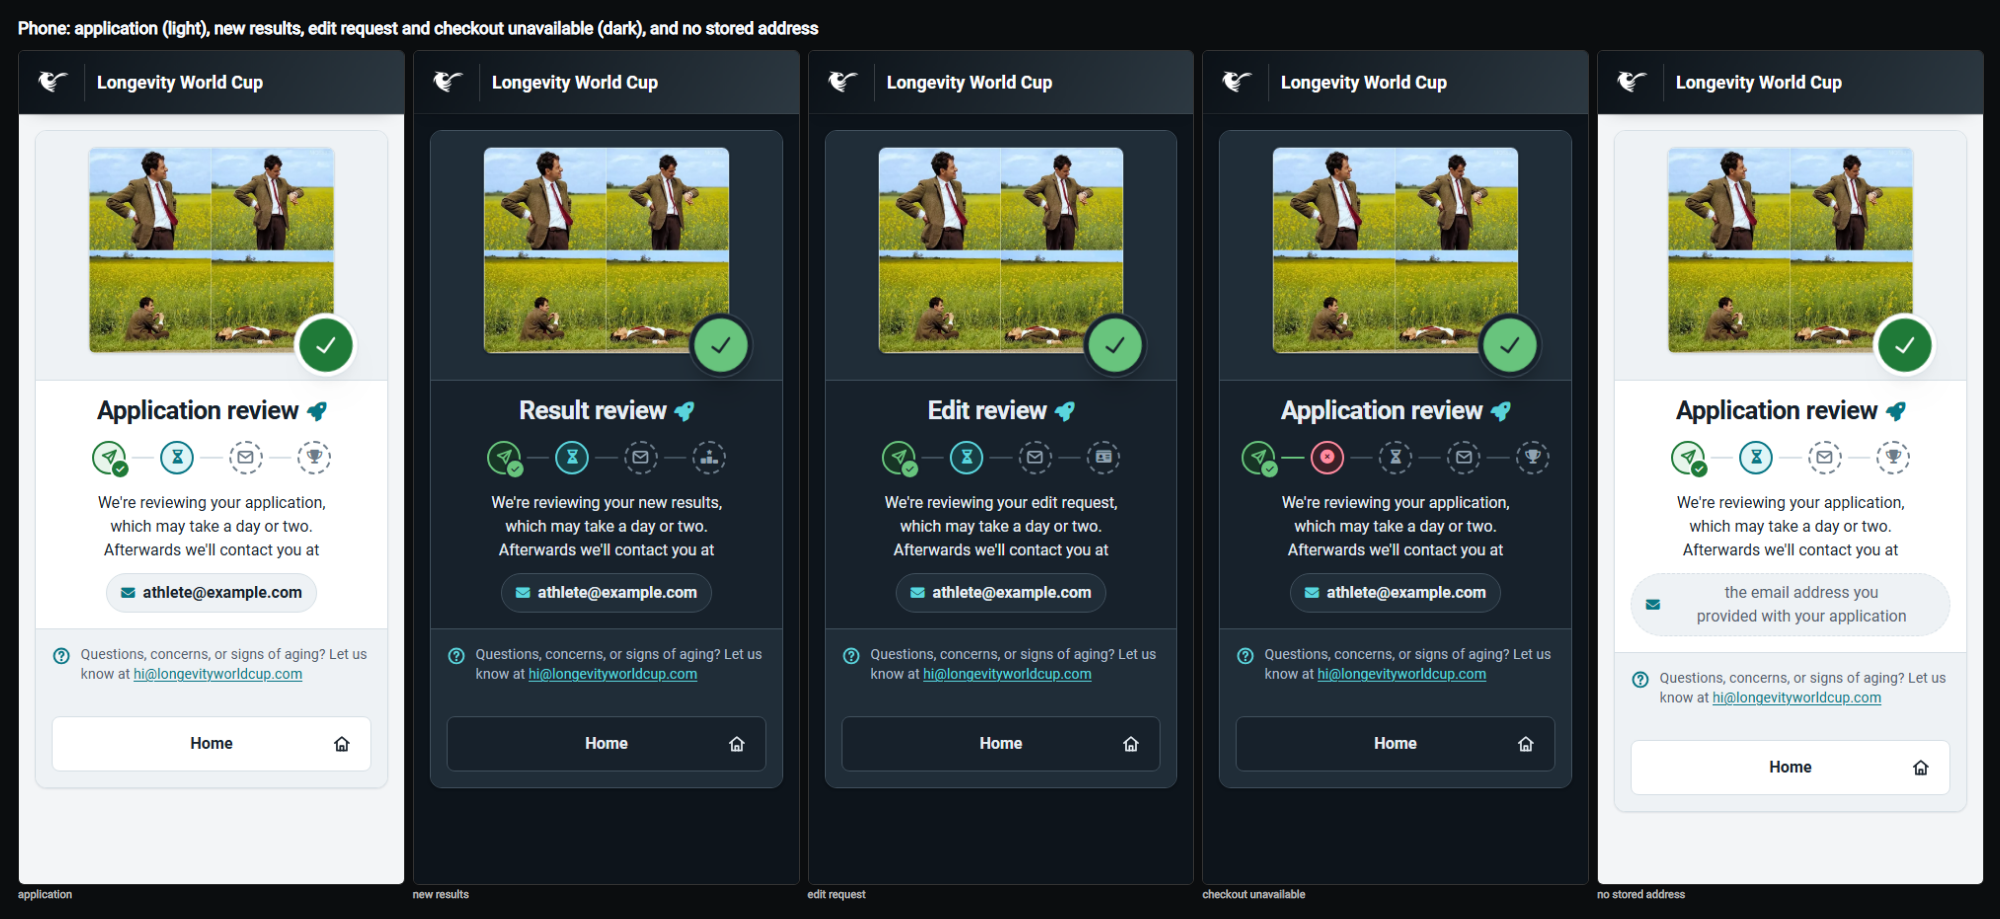 Phone: application (light), new results, edit request and checkout unavailable (dark), and no stored address
Longevity World Cup
Application review
We're reviewing your application,
which may take a day or two.
Afterwards we'll contact you at
athlete@example.com
Questions, concerns, or signs of aging? Let us
know at hi@longevityworldcup.com
Home
application
Longevity World Cup
Result review
We're reviewing your new results,
which may take a day or two.
Afterwards we'll contact you at
athlete@example.com
Questions, concerns, or signs of aging? Let us
know at hi@longevityworldcup.com
Home
new results
Longevity World Cup
Edit review
We're reviewing your edit request,
which may take a day or two.
Afterwards we'll contact you at
athlete@example.com
Questions, concerns, or signs of aging? Let us
know at hi@longevityworldcup.com
Home
edit request
Longevity World Cup
Application review
We're reviewing your application,
which may take a day or two.
Afterwards we'll contact you at
athlete@example.com
Questions, concerns, or signs of aging? Let us
know at hi@longevityworldcup.com
Home
checkout unavailable
Longevity World Cup
Application review
We're reviewing your application,
which may take a day or two.
Afterwards we'll contact you at
the email address you
provided with your application
Questions, concerns, or signs of aging? Let us
know at hi@longevityworldcup.com
Home
no stored address